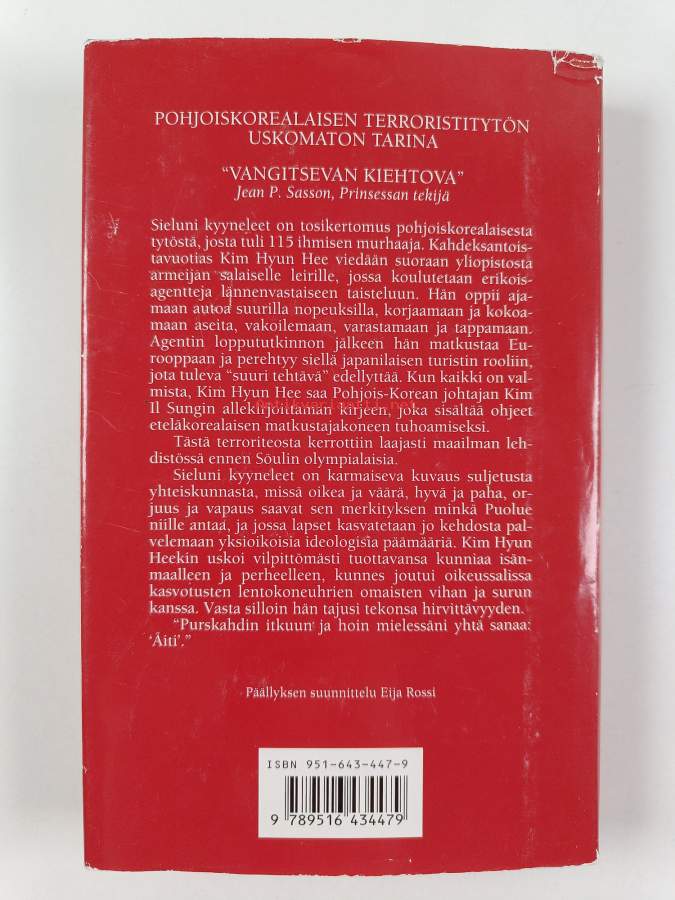 POHJOISKOREALAISEN TERRORISTITYTÖN
USKOMATON TARINA
“VANGITSEVAN KIEHTOVA”
Jean P. Sasson, Prinsessan tekijä
Sieluni kyyneleet on tosikertomus pohjoiskorealaisesta
tytöstä, josta tuli 115 ihmisen murhaaja. Kahdeksantois-
tavuotias Kim Hyun Hee viedään suoraan yliopistosta
armeijan salaiselle leirille, jossa koulutetaan erikois-
agentteja lännenvastaiseen taisteluun. Hän oppii aja-
maan autoa suurilla nopeuksilla, korjaamaan ja kokoa-
maan aseita, vakoilemaan, varastamaan ja tappamaan.
Agentin loppututkinnon jälkeen hän matkustaa Eu-
rooppaan ja perehtyy siellä japanilaisen turistin rooliin,
jota tuleva “suuri tehtävä” edellyttää. Kun kaikki on val-
mista, Kim Hyun Hee saa Pohjois-Korean johtajan Kim
Il Sungin allekirjoittaman kirjeen, joka sisältää ohjeet
eteläkorealaisen matkustajakoneen tuhoamiseksi.
Tästä terroriteosta kerrottiin laajasti maailman leh-
distössä ennen Söulin olympialaisia.
Sieluni kyyneleet on karmaiseva kuvaus suljetusta
yhteiskunnasta, missä oikea ja väärä, hyvä ja paha, or-
juus ja vapaus saavat sen merkityksen minkä Puolue
niille antaa, ja jossa lapset kasvatetaan jo kehdosta pal-
velemaan yksioikoisia ideologisia päämääriä. Kim Hyun
Heekin uskoi vilpittömästi tuottavansa kunniaa isän-
maalleen ja perheelleen, kunnes joutui oikeussalissa
kasvotusten lentokoneuhrien omaisten vihan ja surun
kanssa. Vasta silloin hän tajusi tekonsa hirvittävyyden.
“Purskahdin itkuun ja hoin mielessäni yhtä sanaa:
‘Äiti’.”
Päällyksen suunnittelu Eija Rossi
ISBN 951-643-447-9
9 789516 434479